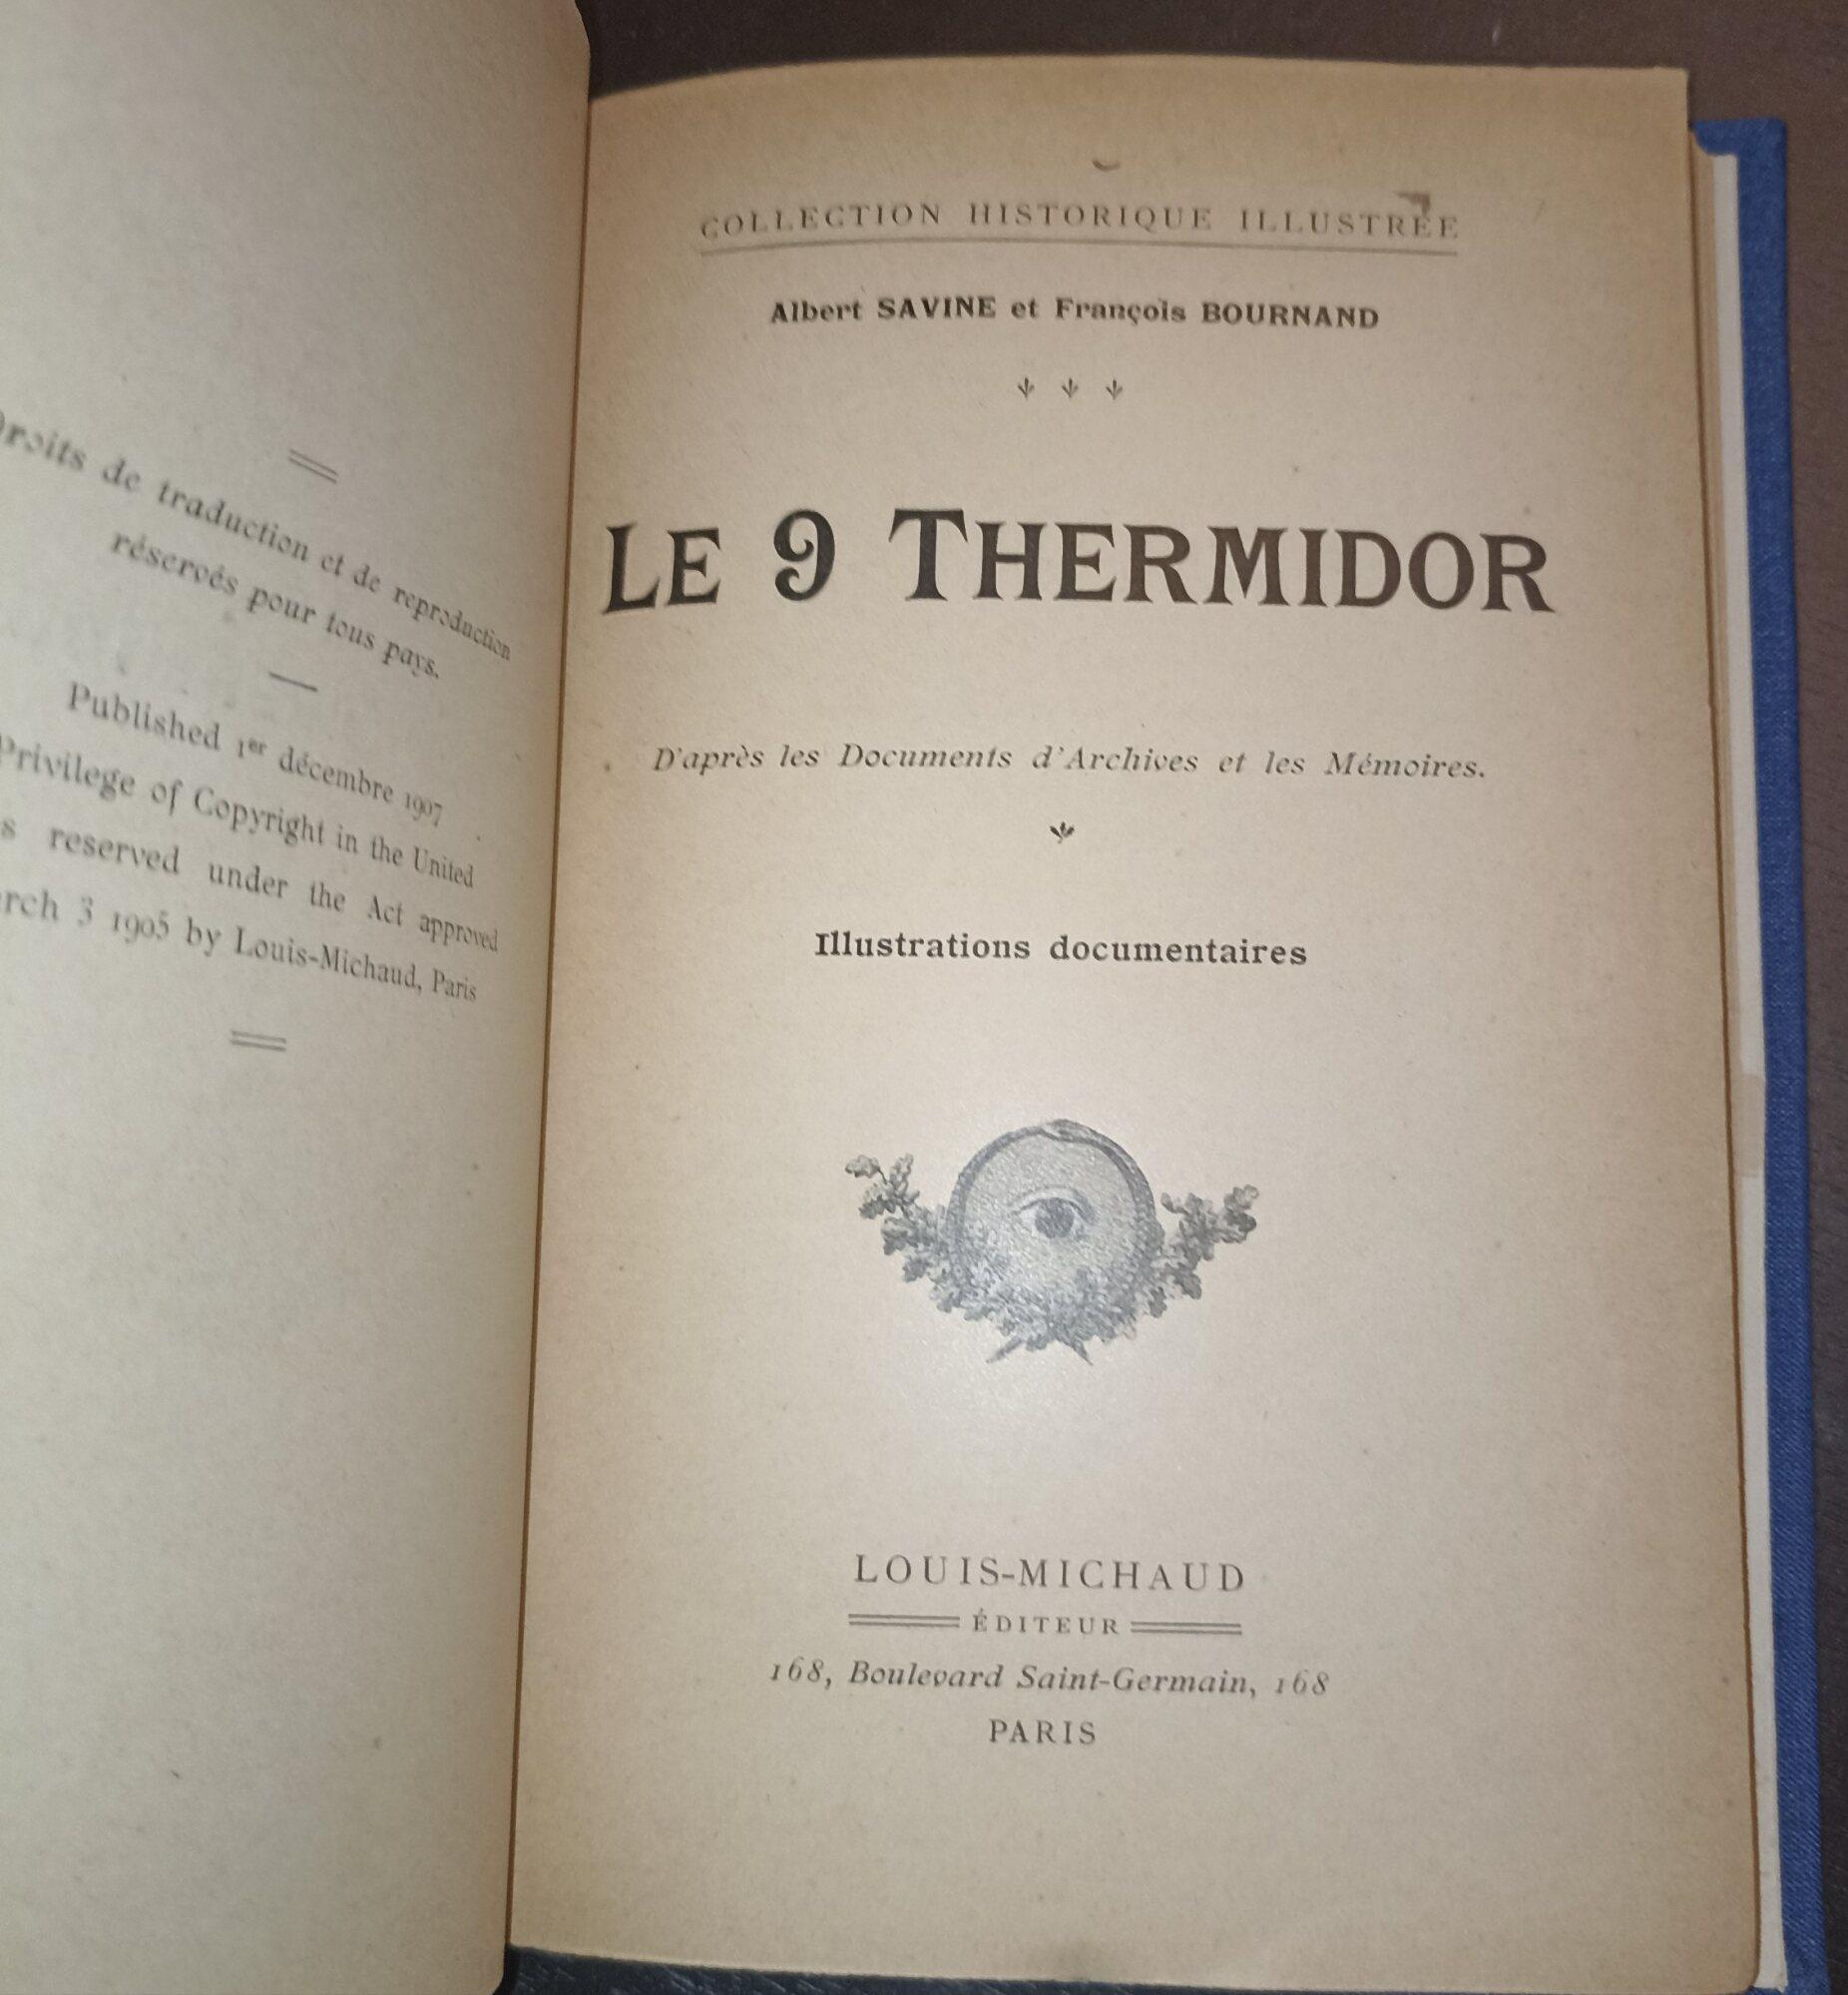 Droits de traduction et de reproduction
réservés pour tous pays.
Published 1er décembre 1907
Privilege of Copyright in the United
reserved under the Act approved
3 1905 by Louis-Michaud, Paris
COLLECTION HISTORIQUE ILLUSTRÉE
Albert SAVINE et François BOURNAND
LE 9 THERMIDOR
D'après les Documents d'Archives et les Mémoires.
Illustrations documentaires
LOUIS-MICHAUD
ÉDITEUR
168, Boulevard Saint-Germain, 168
PARIS